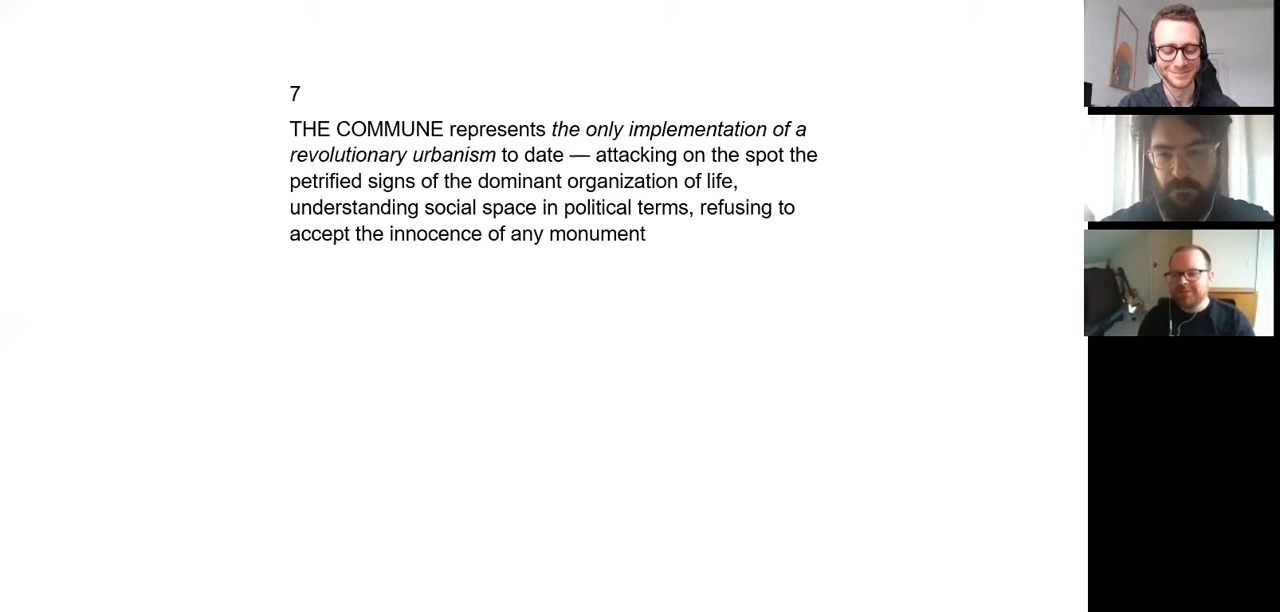 7
THE COMMUNE represents the only implementation of a
revolutionary urbanism to date — attacking on the spot the
petrified signs of the dominant organization of life,
understanding social space in political terms, refusing to
accept the innocence of any monument